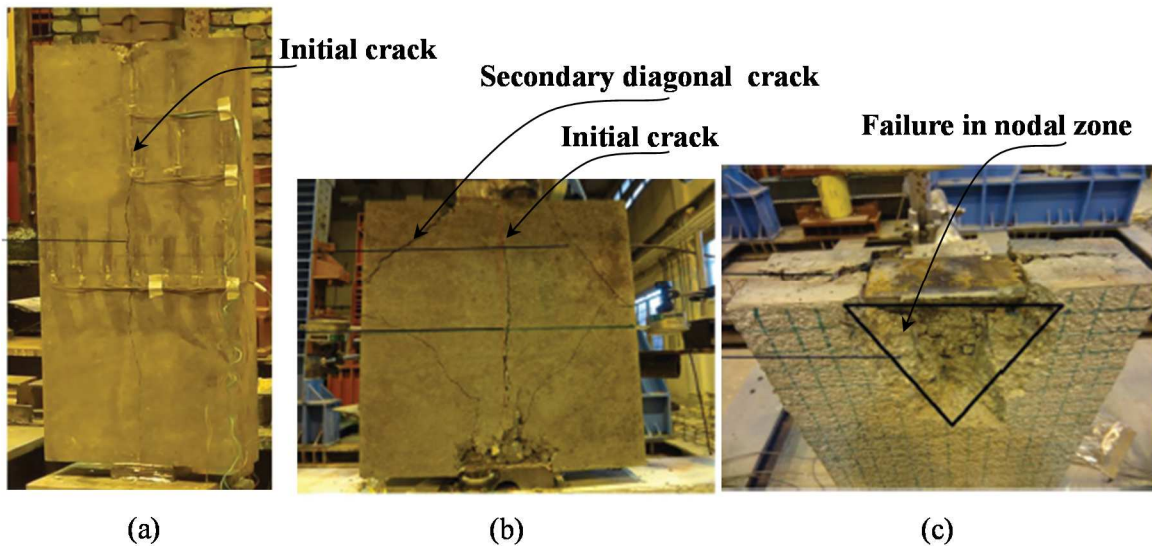 Initial crack
Secondary diagonal crack
Initial crack
Failure in nodal zone
(a)
(b)
(c)